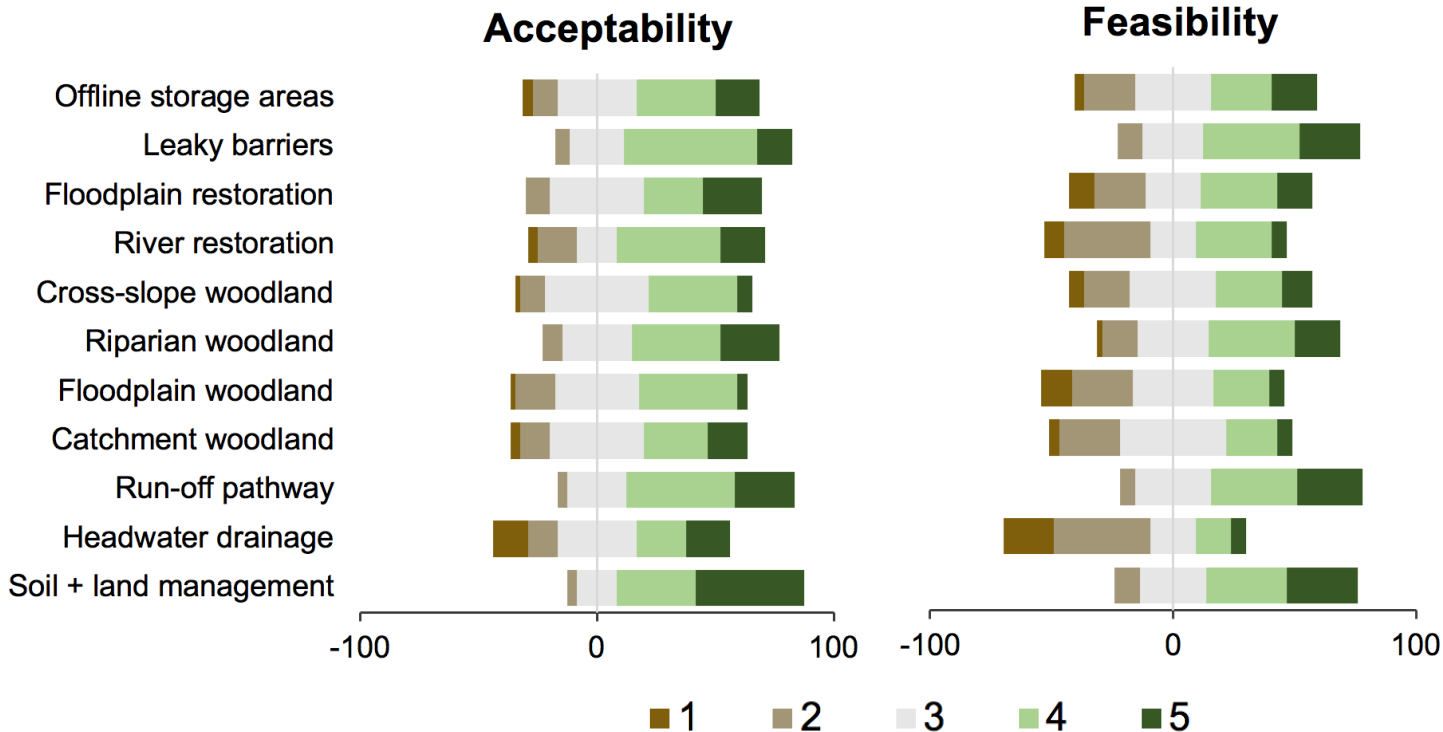 Acceptability
Feasibility
Offline storage areas
Leaky barriers
Floodplain restoration
River restoration
Cross-slope woodland
Riparian woodland
Floodplain woodland
Catchment woodland
Run-off pathway
Headwater drainage
Soil + land management
-100 0 100
-100 0 100
1 2 3 4 5